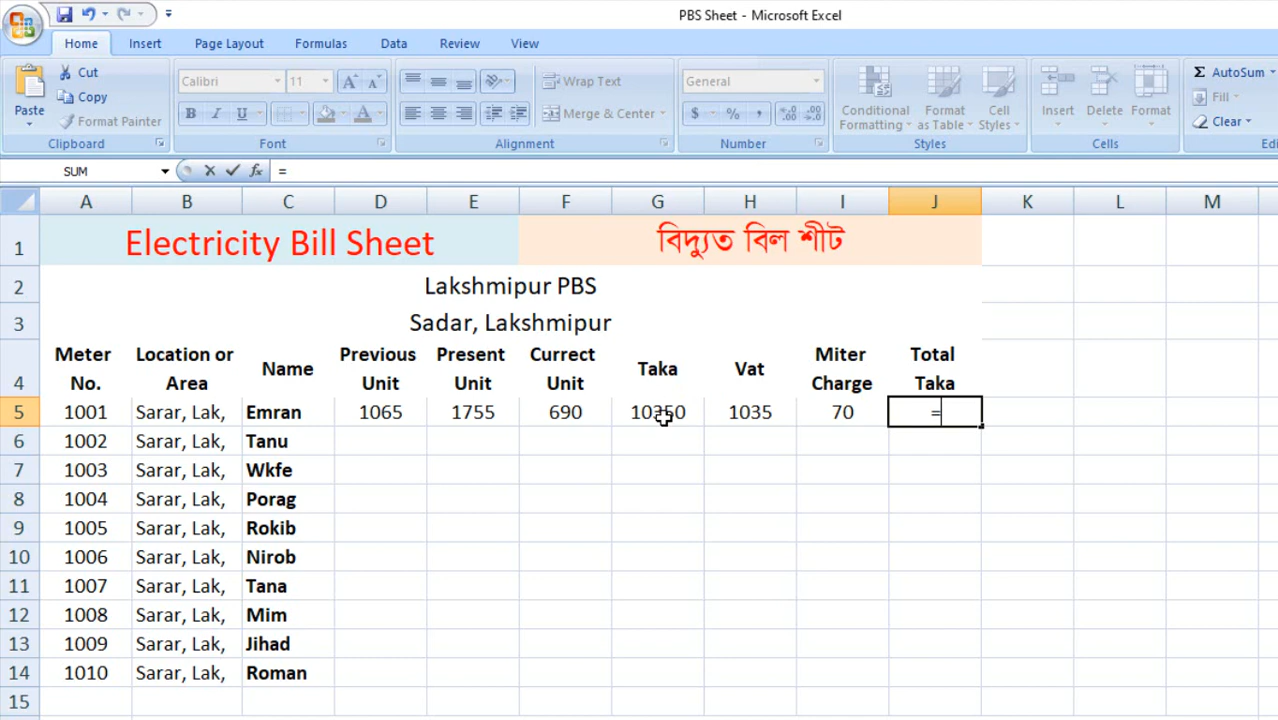 PBS Sheet - Microsoft Excel
Home Insert Page Layout Formulas Data Review View
Cut
Copy
Format Painter
Paste
Clipboard
Calibri 11
B I U
Font
Wrap Text
Merge & Center
Alignment
General
$ % ,
Number
Conditional Formatting
Format as Table
Cell Styles
Styles
Insert Delete Format
Cells
Σ AutoSum
Fill
Clear
SUM fx =
A B C D E F G H I J K L M
1 Electricity Bill Sheet বিদ্যুত বিল শীট
2 Lakshmipur PBS
3 Sadar, Lakshmipur
4 Meter No. Location or Area Name Previous Unit Present Unit Currect Unit Taka Vat Miter Charge Total Taka
5 1001 Sarar, Lak, Emran 1065 1755 690 10350 1035 70 =
6 1002 Sarar, Lak, Tanu
7 1003 Sarar, Lak, Wkfe
8 1004 Sarar, Lak, Porag
9 1005 Sarar, Lak, Rokib
10 1006 Sarar, Lak, Nirob
11 1007 Sarar, Lak, Tana
12 1008 Sarar, Lak, Mim
13 1009 Sarar, Lak, Jihad
14 1010 Sarar, Lak, Roman
15